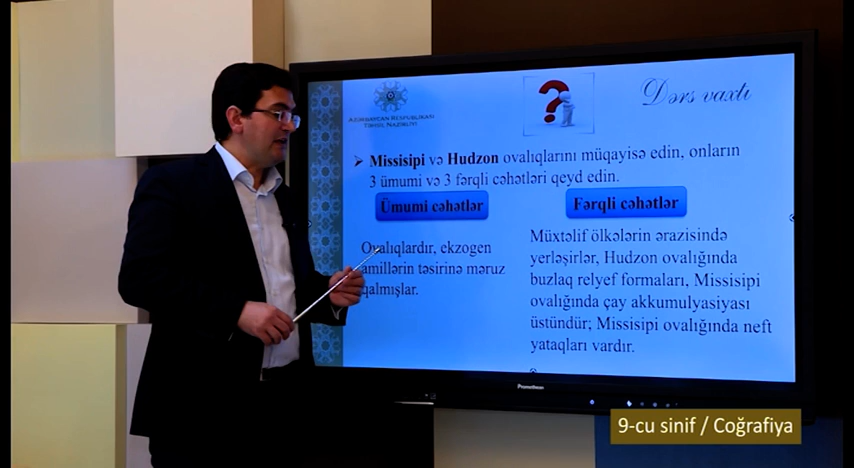 AZƏRBAYCAN RESPUBLİKASI
TƏHSİL NAZİRLİYİ
Dərs vaxtı
➤ Missisipi və Hudzon ovalıqlarını müqayisə edin, onların
3 ümumi və 3 fərqli cəhətləri qeyd edin.
Ümumi cəhətlər
Fərqli cəhətlər
Ovalıqlardır, ekzogen
amillərin təsirinə məruz
qalmışlar.
Müxtəlif ölkələrin ərazisində
yerləşirlər, Hudzon ovalığında
buzlaq relyef formaları, Missisipi
ovalığında çay akkumulyasiyası
üstündür; Missisipi ovalığında neft
yataqları vardır.
Promethean
9-cu sinif / Coğrafiya